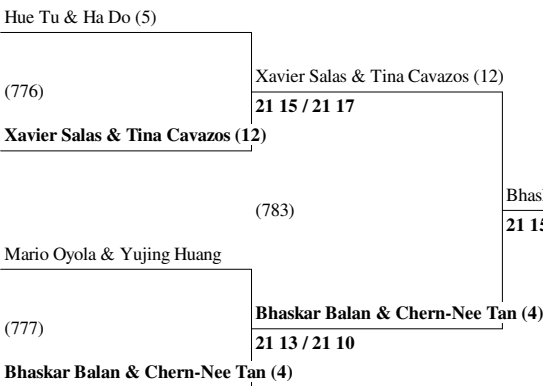 Hue Tu & Ha Do (5)
(776)
Xavier Salas & Tina Cavazos (12)
21 15 / 21 17
Xavier Salas & Tina Cavazos (12)
(783)
Mario Oyola & Yujing Huang
(777)
Bhaskar Balan & Chern-Nee Tan (4)
21 13 / 21 10
Bhaskar Balan & Chern-Nee Tan (4)